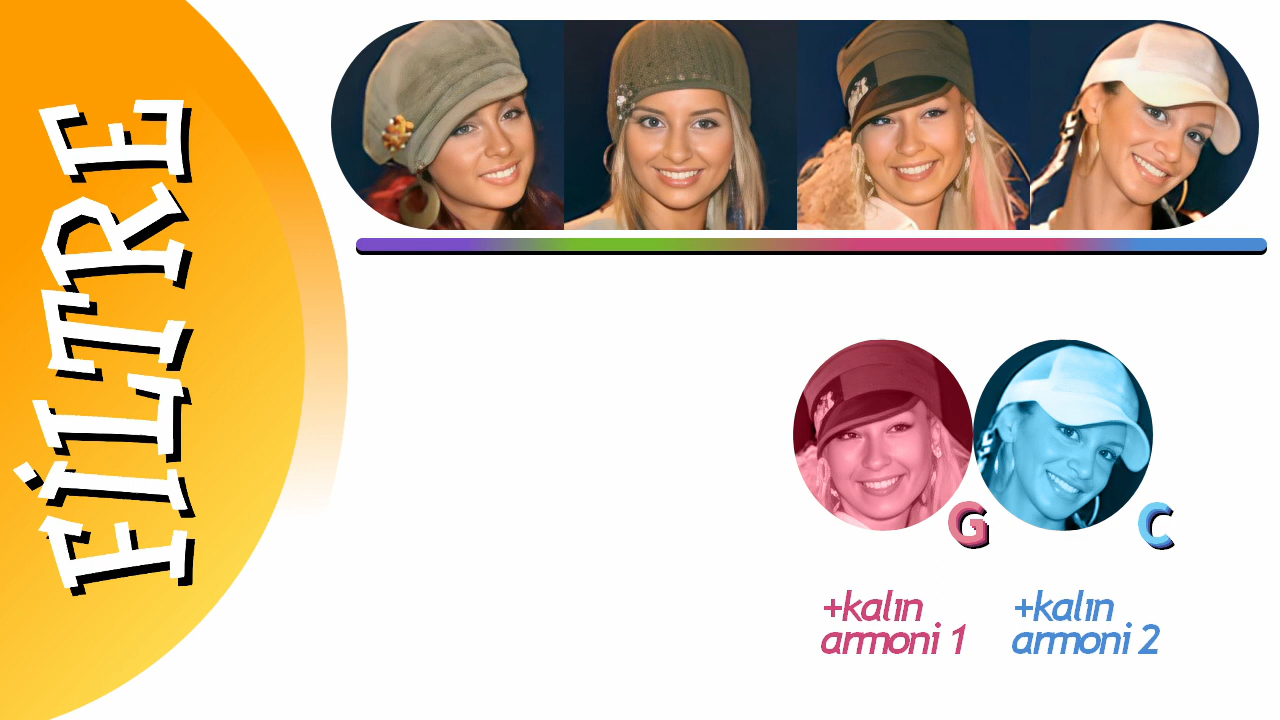 FİLTRE
G
C
+kalın
armoni 1
+kalın
armoni 2